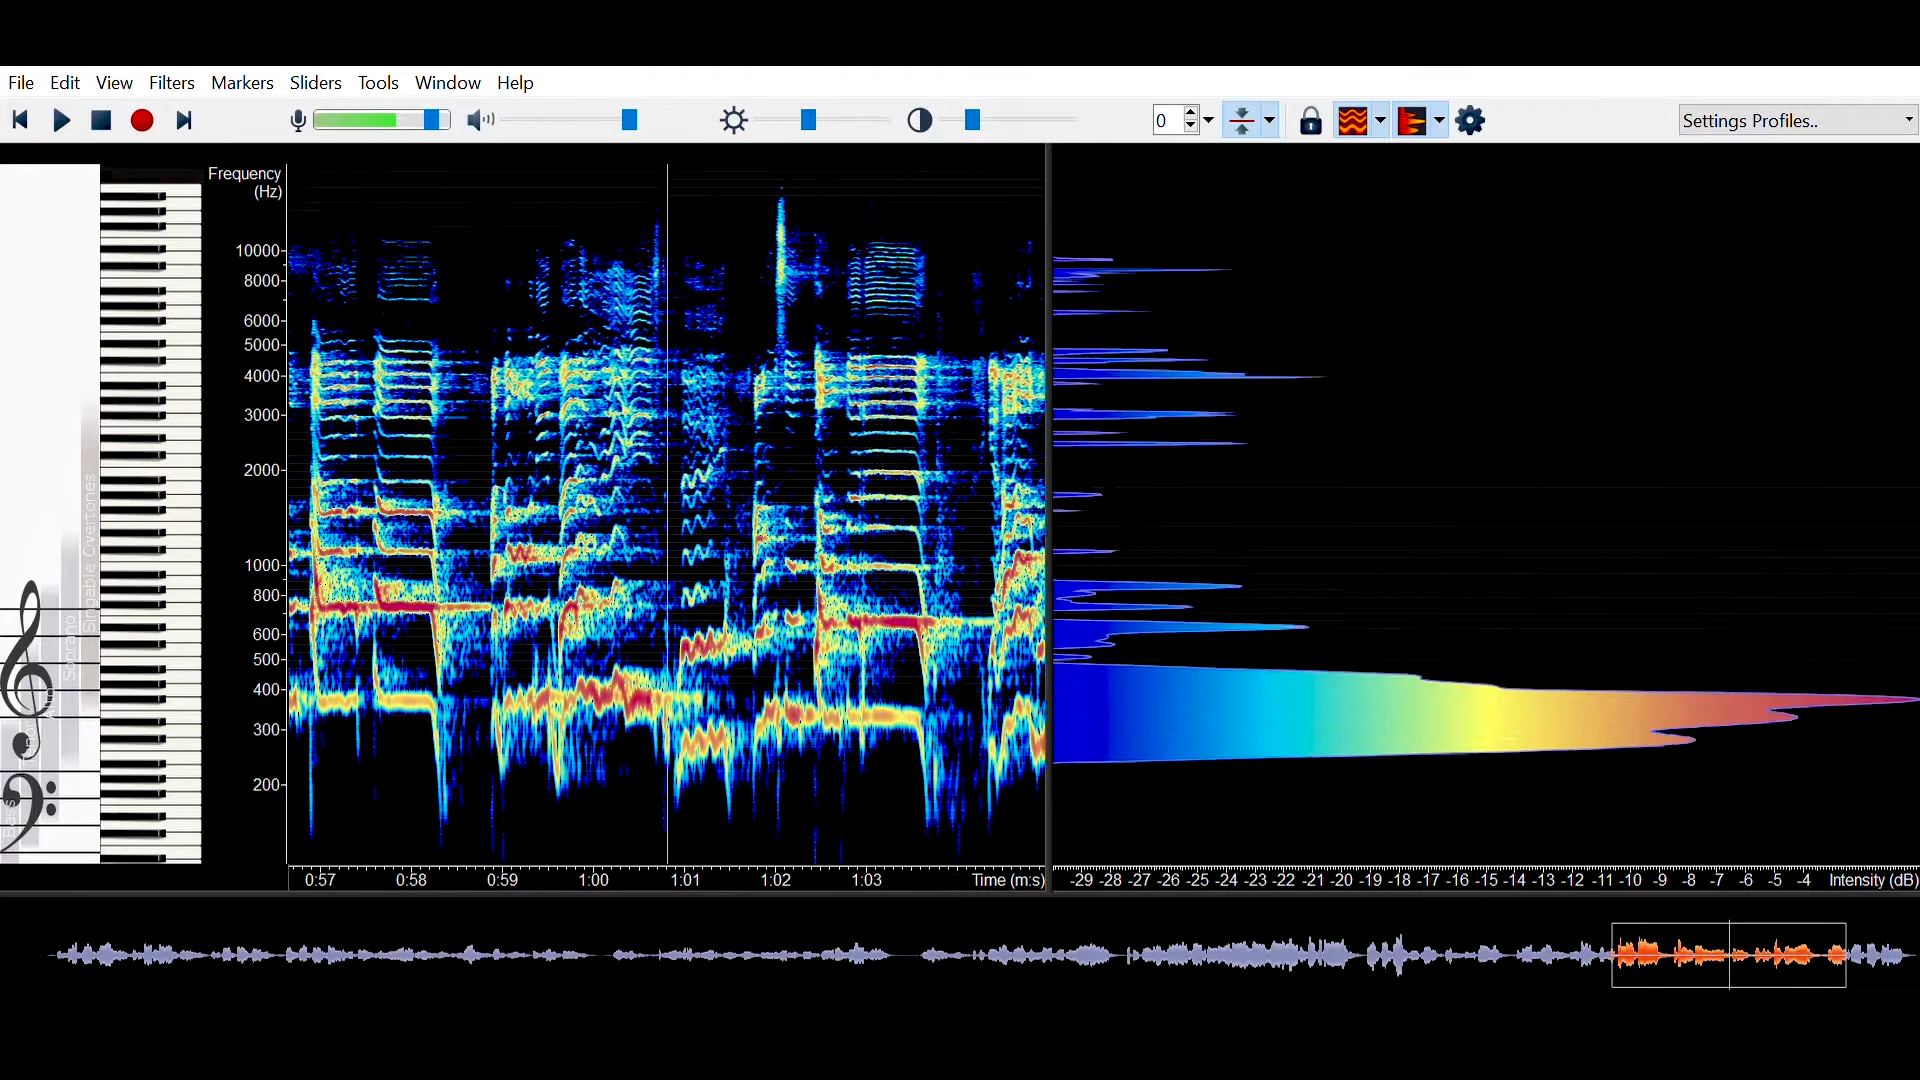 File Edit View Filters Markers Sliders Tools Window Help
0
Settings Profiles..
Frequency
(Hz)
10000
8000
6000
5000
4000
3000
2000
1000
800
600
500
400
300
200
Singable Overtones
Soprano
Bass
0:57 0:58 0:59 1:00 1:01 1:02 1:03 Time (m:s)
-29 -28 -27 -26 -25 -24 -23 -22 -21 -20 -19 -18 -17 -16 -15 -14 -13 -12 -11 -10 -9 -8 -7 -6 -5 -4 Intensity (dB)